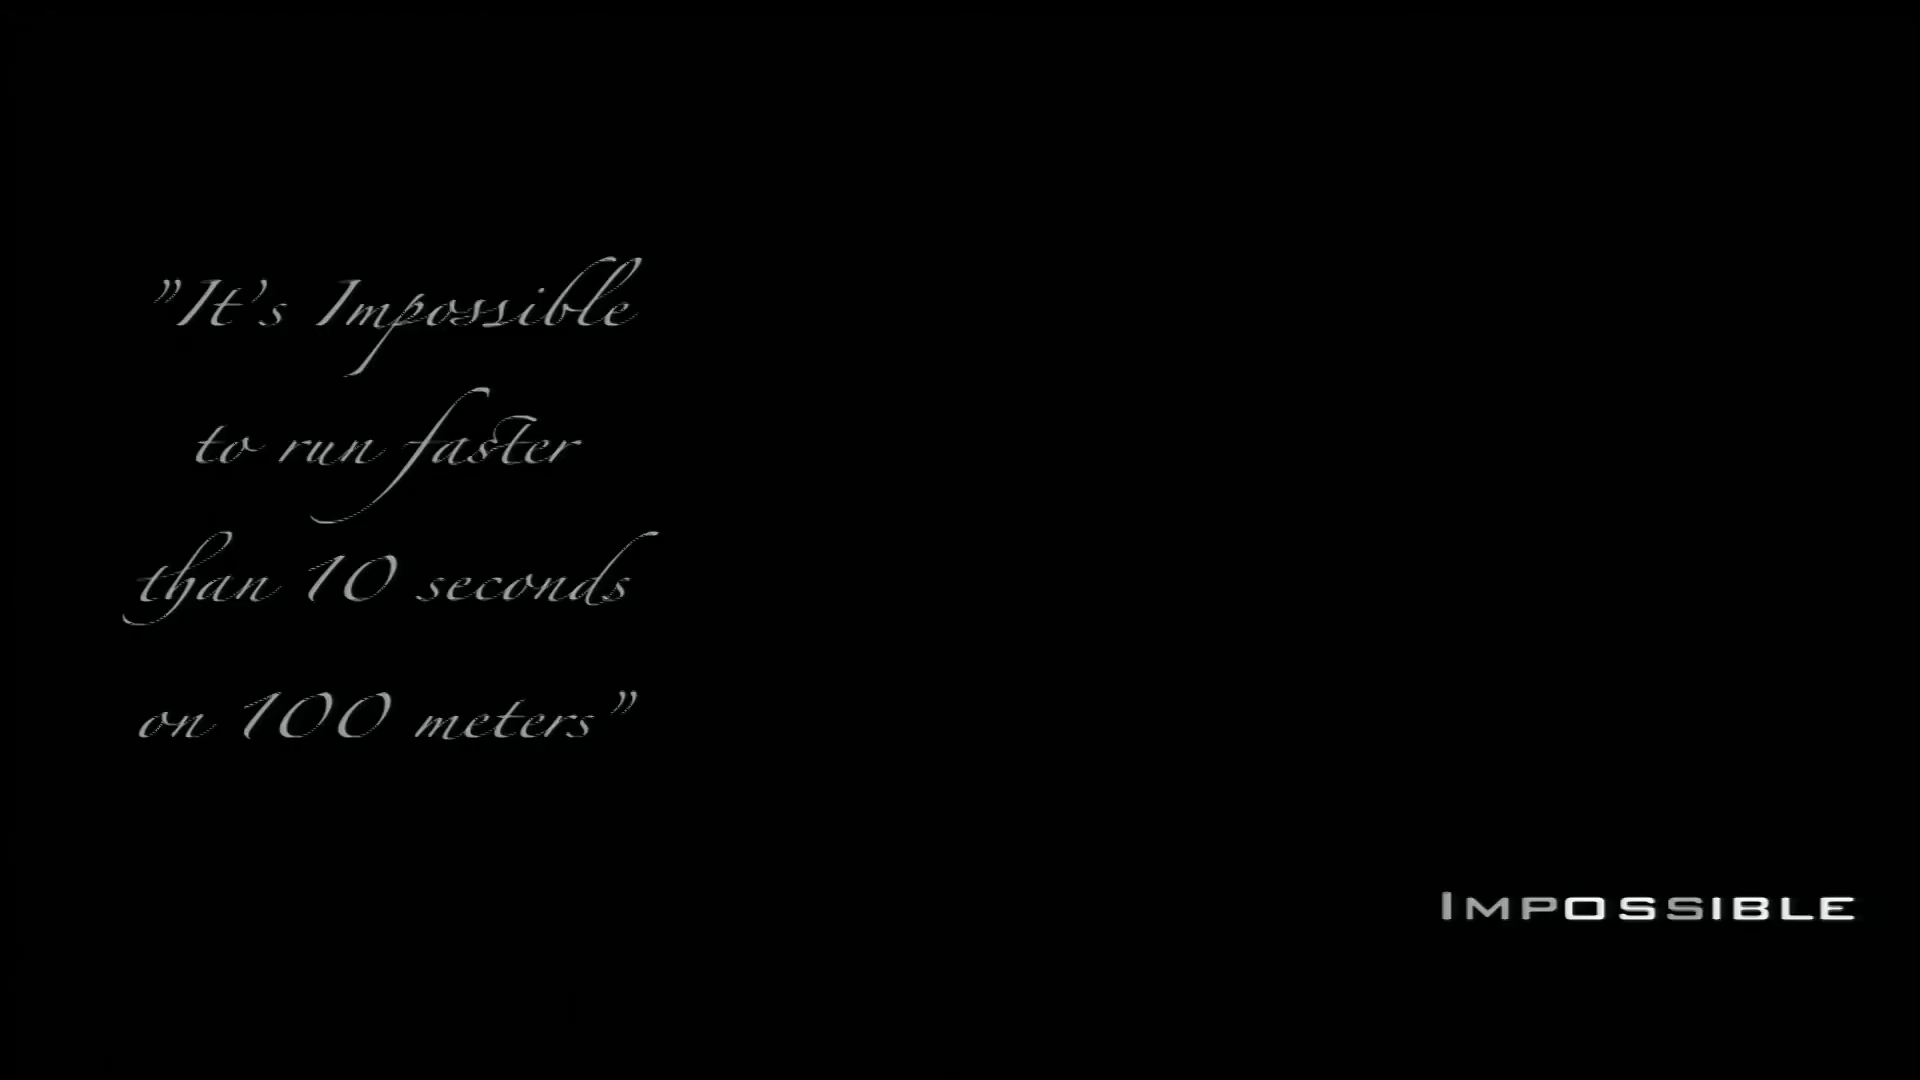 ”It’s Impossible
to run faster
than 10 seconds
on 100 meters”
IMPOSSIBLE